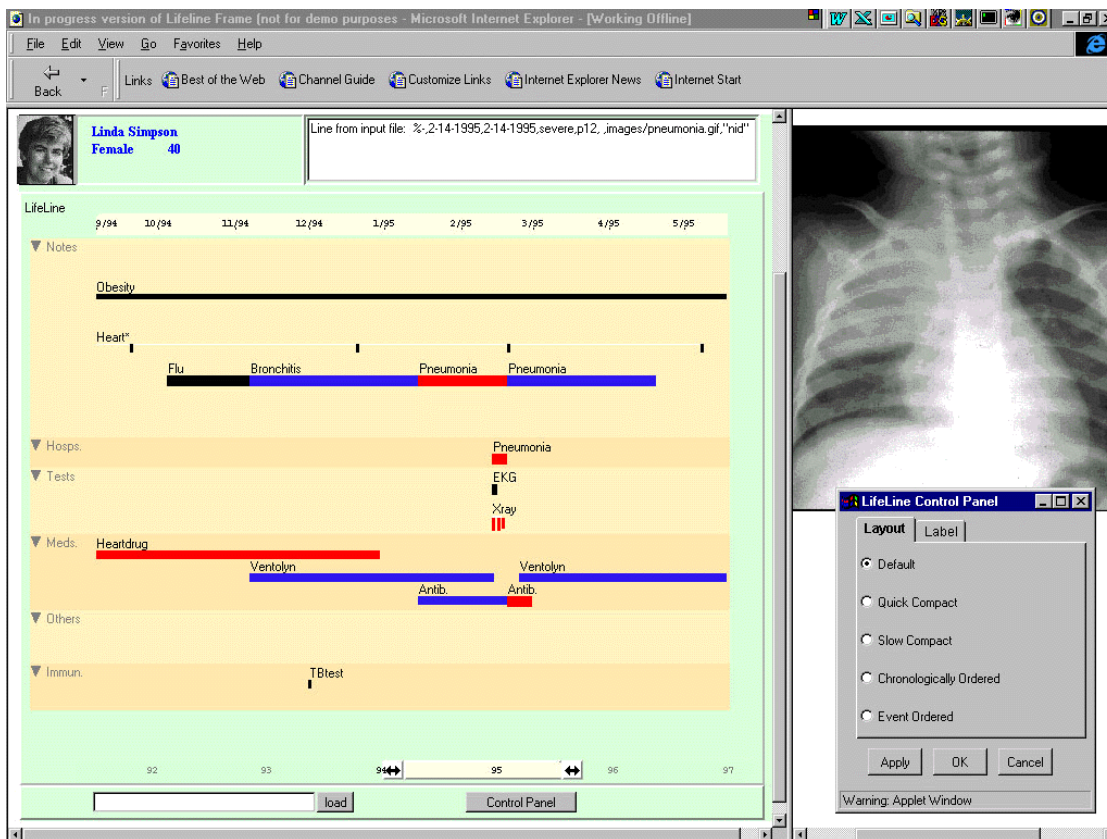 In progress version of Lifeline Frame (not for demo purposes - Microsoft Internet Explorer - [Working Offline]
File Edit View Go Favorites Help
Back F Links Best of the Web Channel Guide Customize Links Internet Explorer News Internet Start
Linda Simpson
Female 40
Line from input file: %-,2-14-1995,2-14-1995,severe,p12, ,images/pneumonia.gif,"nid"
LifeLine
9/94 10/94 11/94 12/94 1/95 2/95 3/95 4/95 5/95
Notes
Obesity
Heart*
Flu Bronchitis Pneumonia Pneumonia
Hosps. Pneumonia
Tests EKG
Xray
Meds. Heartdrug
Ventolyn Ventolyn
Antib. Antib.
Others
Immun. TBtest
92 93 94 95 96 97
load Control Panel
LifeLine Control Panel
Layout Label
Default
Quick Compact
Slow Compact
Chronologically Ordered
Event Ordered
Apply OK Cancel
Warning: Applet Window